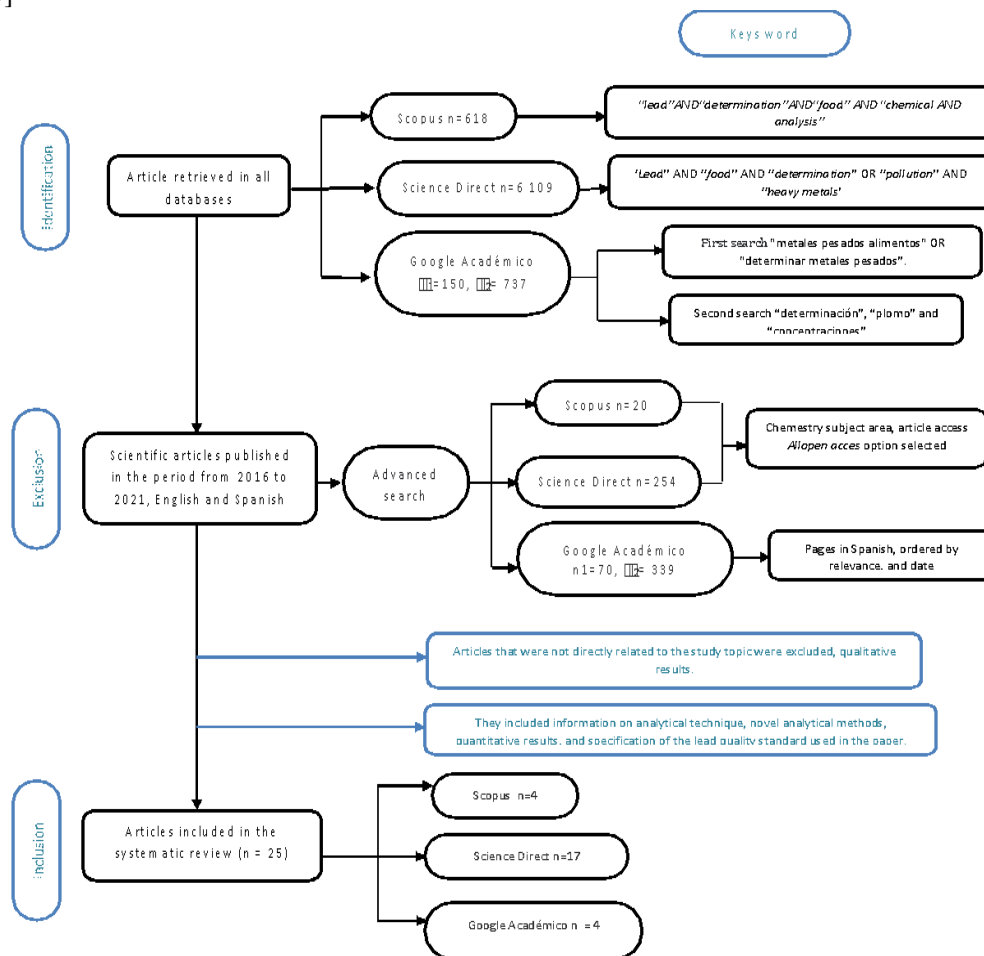 ]
Keys word
Identification
Article retrieved in all
databases
Scopus n=618
"lead"AND"determination"AND"food" AND "chemical AND
analysis"
Science Direct n=6 109
'Lead" AND "food" AND "determination" OR "pollution" AND
"heavy metals'
Google Académico
=150, = 737
First search "metales pesados alimentos" OR
"determinar metales pesados".
Second search "determinación", "plomo" and
"concentraciones"
Exclusion
Scientific articles published
in the period from 2016 to
2021, English and Spanish
Advanced
search
Scopus n=20
Science Direct n=254
Chemestry subject area, article access
Allopen acces option selected
Google Académico
n1=70, = 339
Pages in Spanish, ordered by
relevance. and date
Articles that were not directly related to the study topic were excluded, qualitative
results.
They included information on analytical technique, novel analytical methods,
quantitative results. and specification of the lead quality standard used in the paper.
Inclusion
Articles included in the
systematic review (n = 25)
Scopus n=4
Science Direct n=17
Google Académico n =4